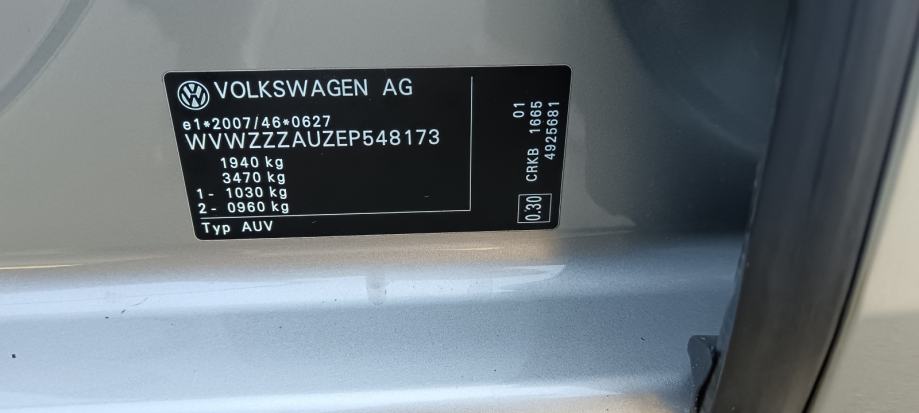 VOLKSWAGEN AG
e1*2007/46*0627
WVWZZZAUZEP548173
1940 kg
3470 kg
1- 1030 kg
2- 0960 kg
Typ AUV
01
CRKB 1665
4925681
0.30